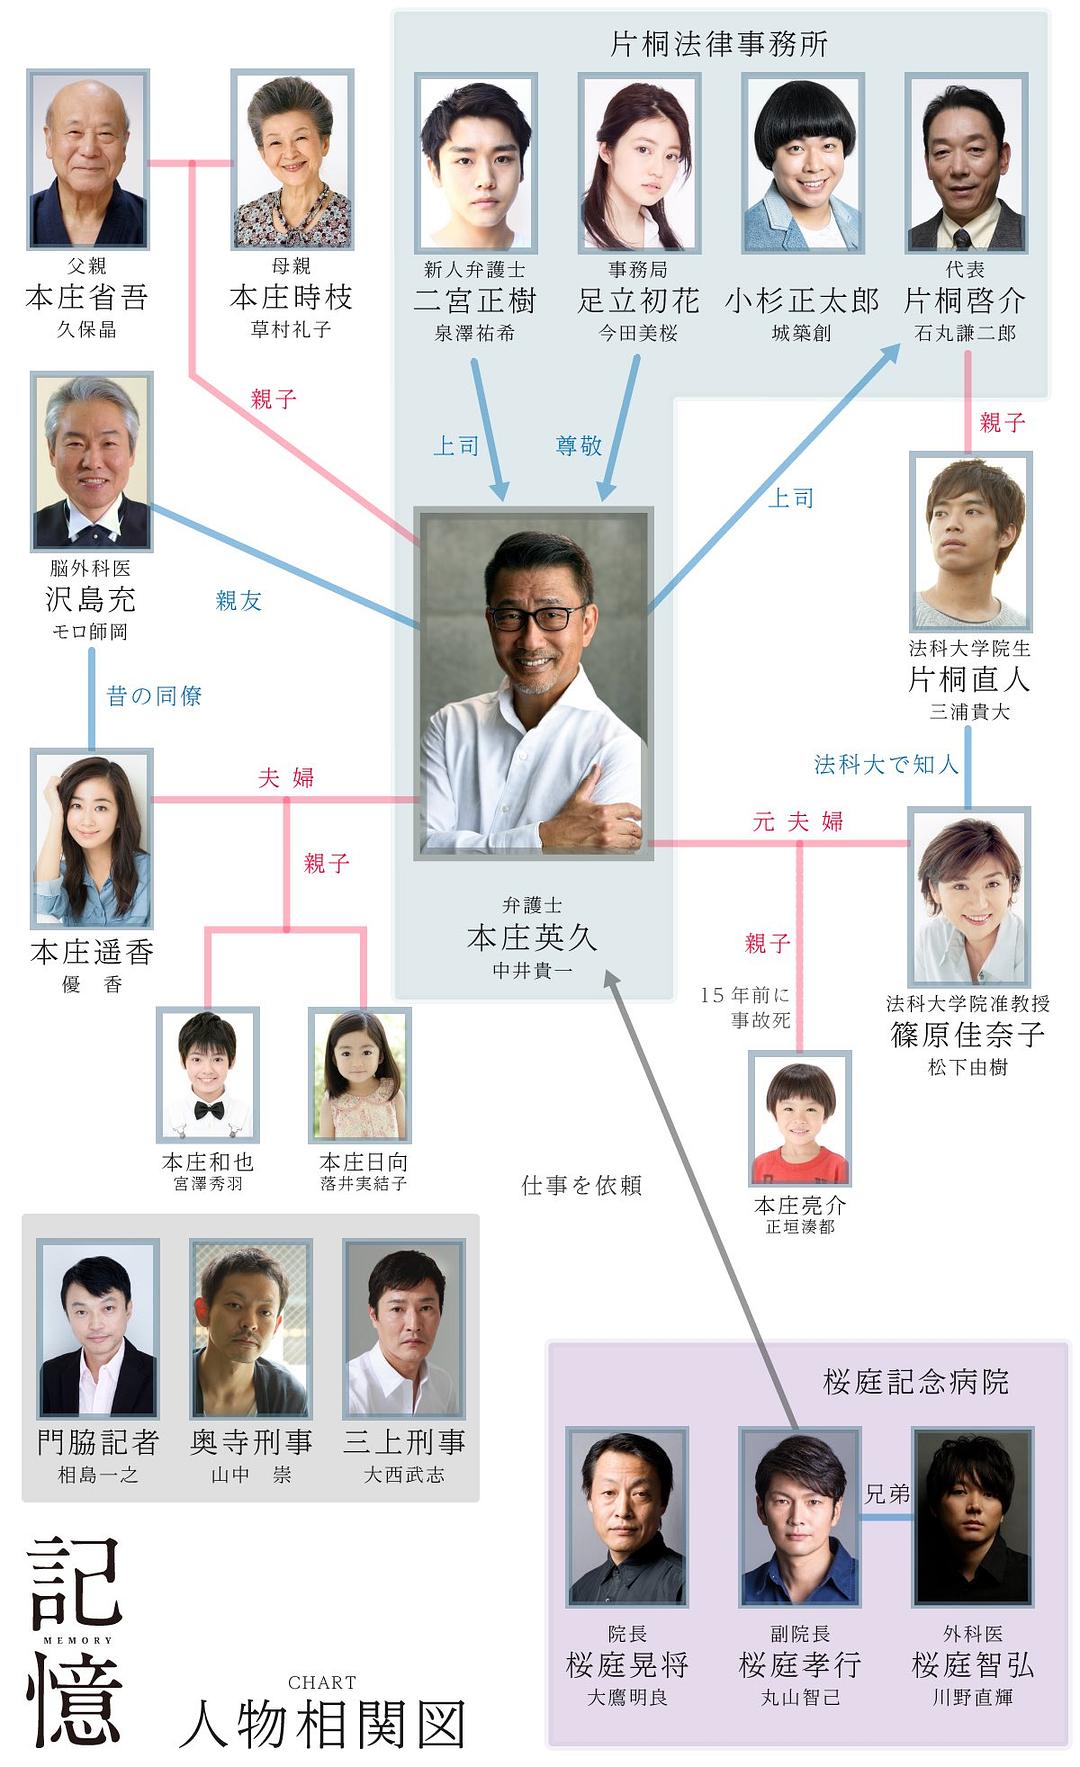 片桐法律事務所
父親
本庄省吾
久保晶
母親
本庄時枝
草村礼子
新人弁護士
二宮正樹
泉澤祐希
事務局
足立初花
今田美桜
小杉正太郎
城築創
代表
片桐啓介
石丸謙二郎
親子
上司
尊敬
上司
親子
脳外科医
沢島充
モロ師岡
親友
法科大学院生
片桐直人
三浦貴大
昔の同僚
法科大で知人
夫 婦
元 夫 婦
親子
本庄遥香
優　香
弁護士
本庄英久
中井貴一
親子
15 年前に
事故死
法科大学院准教授
篠原佳奈子
松下由樹
本庄和也
宮澤秀羽
本庄日向
落井実結子
仕事を依頼
本庄亮介
正垣湊都
門脇記者
相島一之
奥寺刑事
山中　崇
三上刑事
大西武志
桜庭記念病院
兄弟
院長
桜庭晃将
大鷹明良
副院長
桜庭孝行
丸山智己
外科医
桜庭智弘
川野直輝
記
MEMORY
憶
CHART
人物相関図